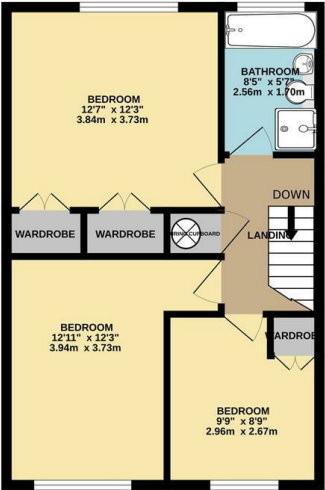 BATHROOM
8'5" x 5'7"
2.56m x 1.70m
BEDROOM
12'7" x 12'3"
3.84m x 3.73m
DOWN
WARDROBE
WARDROBE
CUPBOARD
LANDING
BEDROOM
12'11" x 12'3"
3.94m x 3.73m
WARDROBE
BEDROOM
9'9" x 8'9"
2.96m x 2.67m